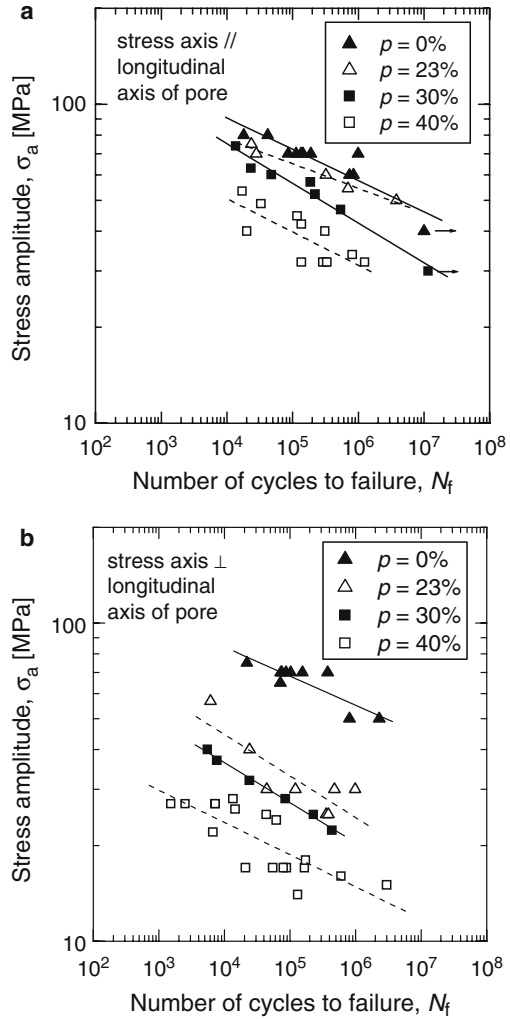 a
stress axis //
longitudinal
axis of pore
p = 0%
p = 23%
p = 30%
p = 40%
100
10
Stress amplitude, σa [MPa]
10² 10³ 10⁴ 10⁵ 10⁶ 10⁷ 10⁸
Number of cycles to failure, Nf
b
stress axis ⊥
longitudinal
axis of pore
p = 0%
p = 23%
p = 30%
p = 40%
100
10
Stress amplitude, σa [MPa]
10² 10³ 10⁴ 10⁵ 10⁶ 10⁷ 10⁸
Number of cycles to failure, Nf